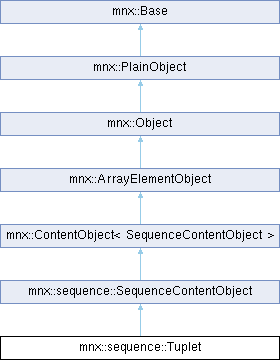 mnx::Base
mnx::PlainObject
mnx::Object
mnx::ArrayElementObject
mnx::ContentObject< SequenceContentObject >
mnx::sequence::SequenceContentObject
mnx::sequence::Tuplet